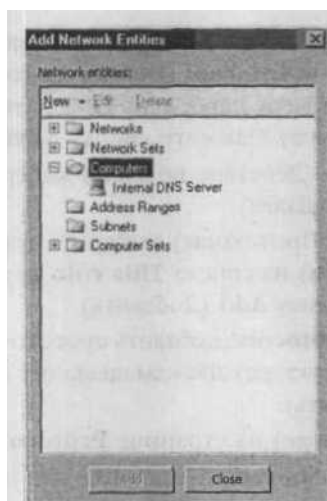 Add Network Entities
Network entities:
New Edit Delete
Networks
Network Sets
Computers
Internal DNS Server
Address Ranges
Subnets
Computer Sets
Add Close